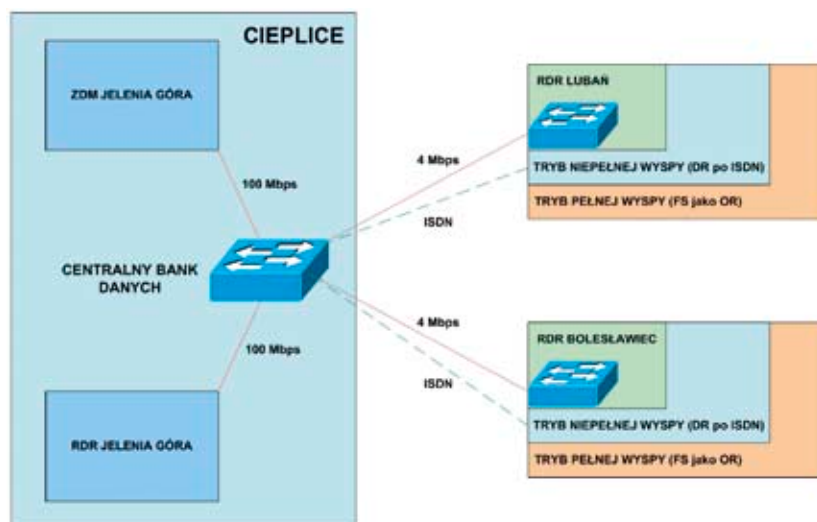 CIEPLICE
ZDM JELENIA GÓRA
100 Mbps
CENTRALNY BANK
DANYCH
100 Mbps
RDR JELENIA GÓRA
4 Mbps
ISDN
RDR LUBAŃ
TRYB NIEPEŁNEJ WYSPY (DR po ISDN)
TRYB PEŁNEJ WYSPY (FS jako OR)
4 Mbps
ISDN
RDR BOLESŁAWIEC
TRYB NIEPEŁNEJ WYSPY (DR po ISDN)
TRYB PEŁNEJ WYSPY (FS jako OR)